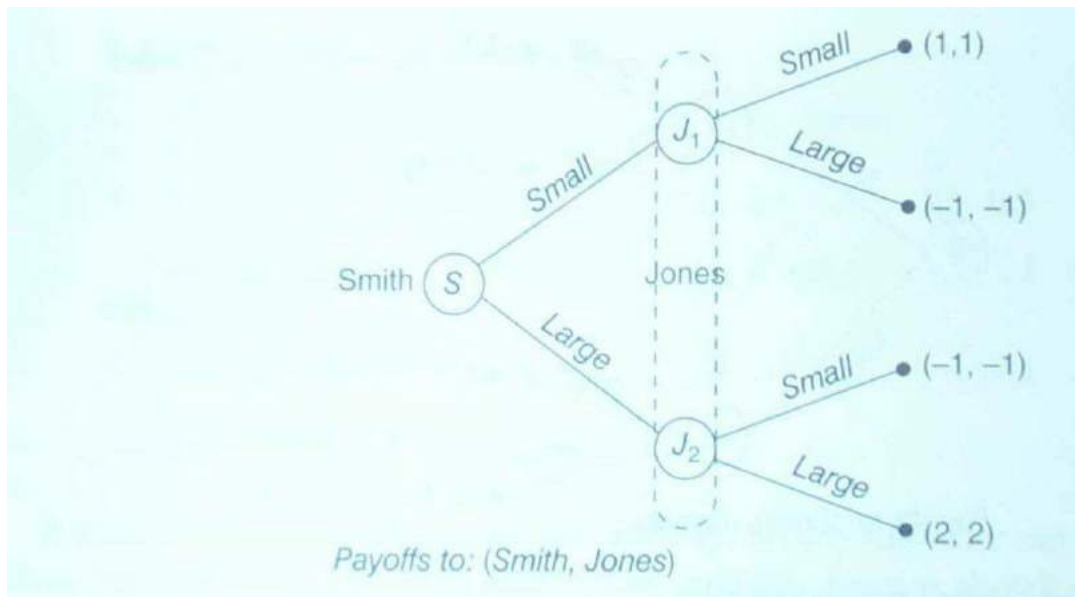 Small
(1,1)
J1
Large
Small
(–1, –1)
Smith
S
Jones
Large
Small
(–1, –1)
J2
Large
(2, 2)
Payoffs to: (Smith, Jones)